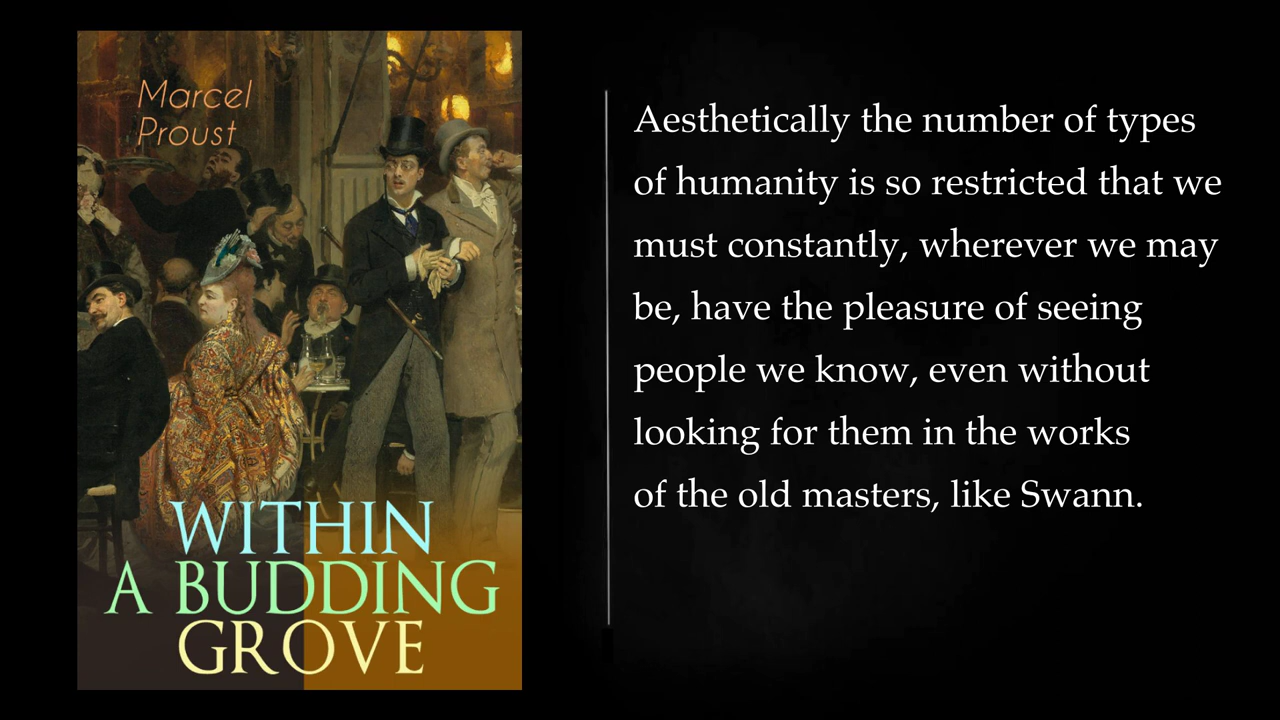 Marcel
Proust
WITHIN
A BUDDING
GROVE
Aesthetically the number of types
of humanity is so restricted that we
must constantly, wherever we may
be, have the pleasure of seeing
people we know, even without
looking for them in the works
of the old masters, like Swann.